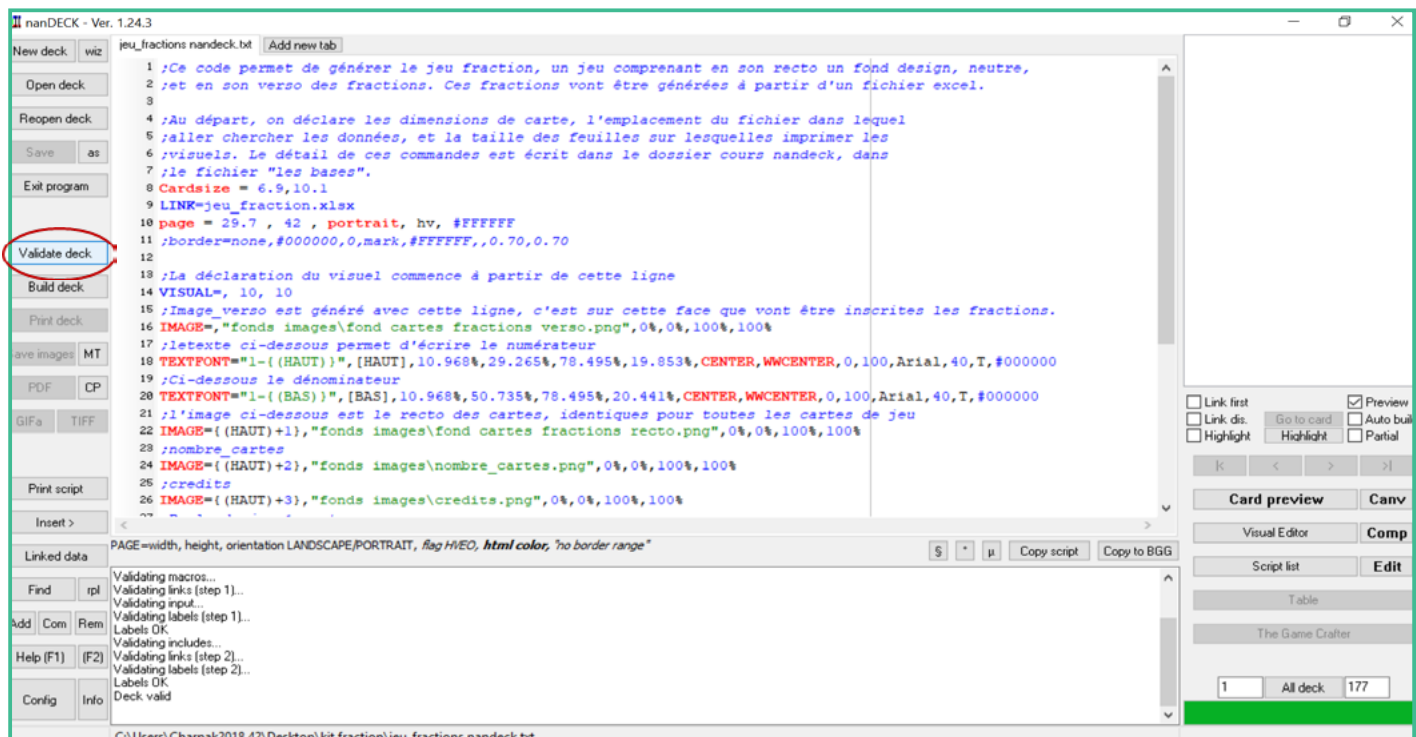 nanDECK - Ver. 1.24.3
New deck wiz
Open deck
Reopen deck
Save as
Exit program
Validate deck
Build deck
Print deck
ave images MT
PDF CP
GIFa TIFF
Print script
Insert >
Linked data
Find rpl
Add Com Rem
Help (F1) (F2)
Config Info
jeu_fractions nandeck.txt Add new tab
1 ;Ce code permet de générer le jeu fraction, un jeu comprenant en son recto un fond design, neutre,
2 ;et en son verso des fractions. Ces fractions vont être générées à partir d'un fichier excel.
3
4 ;Au départ, on déclare les dimensions de carte, l'emplacement du fichier dans lequel
5 ;aller chercher les données, et la taille des feuilles sur lesquelles imprimer les
6 ;visuels. Le détail de ces commandes est écrit dans le dossier cours nandeck, dans
7 ;le fichier "les bases".
8 Cardsize = 6.9,10.1
9 LINK=jeu_fraction.xlsx
10 page = 29.7 , 42 , portrait, hv, #FFFFFF
11 ;border=none,#000000,0,mark,#FFFFFF,,0.70,0.70
12
13 ;La déclaration du visuel commence à partir de cette ligne
14 VISUAL=, 10, 10
15 ;Image_verso est généré avec cette ligne, c'est sur cette face que vont être inscrites les fractions.
16 IMAGE=,"fonds images\fond cartes fractions verso.png",0%,0%,100%,100%
17 ;letexte ci-dessous permet d'écrire le numérateur
18 TEXTFONT="1-{(HAUT)}",[HAUT],10.968%,29.265%,78.495%,19.853%,CENTER,WWCENTER,0,100,Arial,40,T,#000000
19 ;Ci-dessous le dénominateur
20 TEXTFONT="1-{(BAS)}",[BAS],10.968%,50.735%,78.495%,20.441%,CENTER,WWCENTER,0,100,Arial,40,T,#000000
21 ;l'image ci-dessous est le recto des cartes, identiques pour toutes les cartes de jeu
22 IMAGE={(HAUT)+1},"fonds images\fond cartes fractions recto.png",0%,0%,100%,100%
23 ;nombre_cartes
24 IMAGE={(HAUT)+2},"fonds images\nombre_cartes.png",0%,0%,100%,100%
25 ;credits
26 IMAGE={(HAUT)+3},"fonds images\credits.png",0%,0%,100%,100%
PAGE=width, height, orientation LANDSCAPE/PORTRAIT, flag HVEO, html color, "no border range"
§ ° µ Copy script Copy to BGG
Validating macros...
Validating links (step 1)...
Validating input...
Validating labels (step 1)...
Labels OK
Validating includes...
Validating links (step 2)...
Validating labels (step 2)...
Labels OK
Deck valid
C:\Users\Charpak2018 42\Desktop\kit fraction\jeu_fractions nandeck.txt
Link first Preview
Link dis. Go to card Auto buil
Highlight Highlight Partial
Card preview Canv
Visual Editor Comp
Script list Edit
Table
The Game Crafter
1 All deck 177